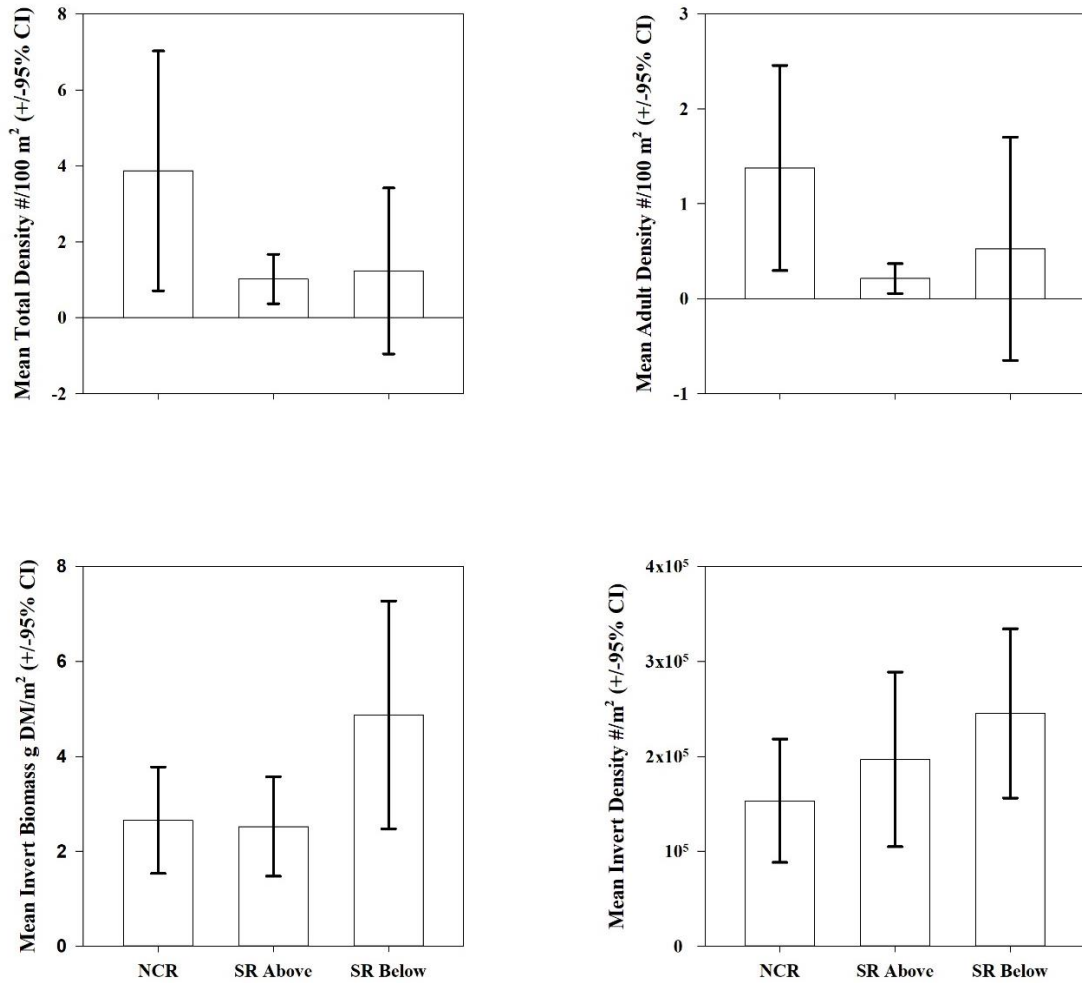 Mean Total Density #/100 m² (+/-95% CI)
8
6
4
2
0
-2
Mean Adult Density #/100 m² (+/-95% CI)
3
2
1
0
-1
Mean Invert Biomass g DM/m² (+/-95% CI)
8
6
4
2
0
NCR SR Above SR Below
Mean Invert Density #/m² (+/-95% CI)
4x10⁵
3x10⁵
2x10⁵
10⁵
0
NCR SR Above SR Below